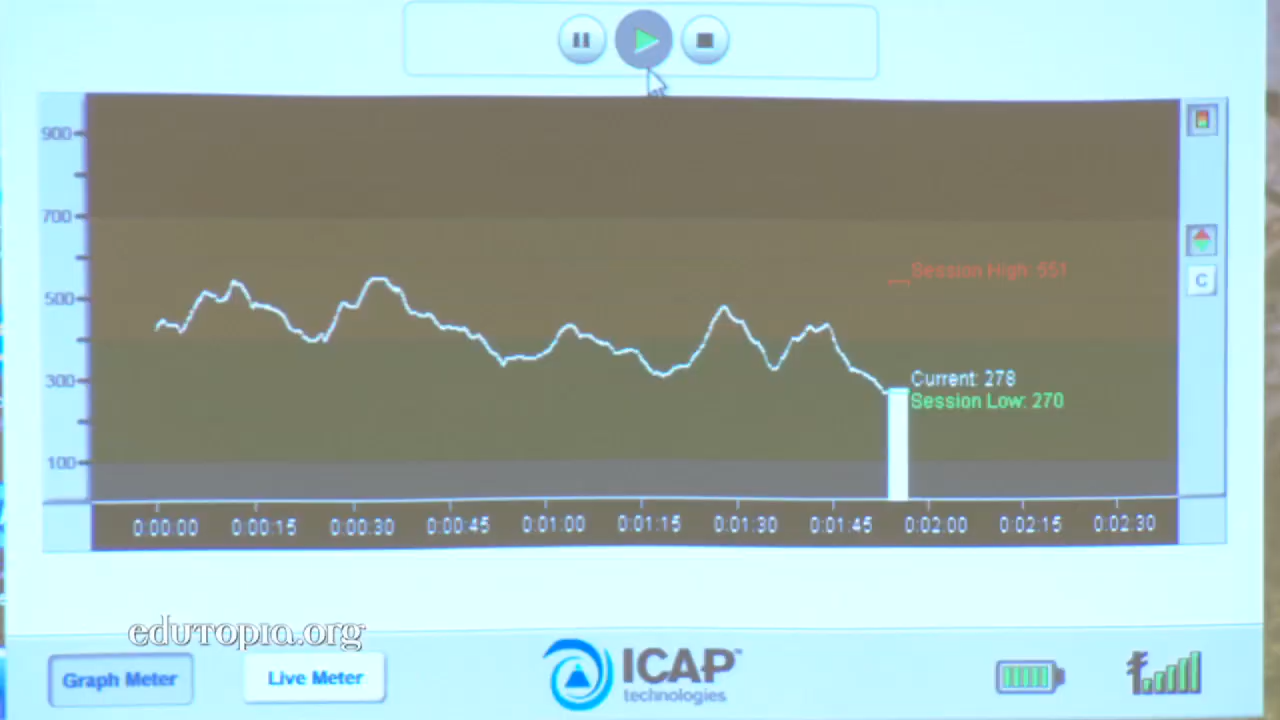 900
700
500
300
100
Session High: 551
C
Current: 278
Session Low: 270
0:00:00 0:00:15 0:00:30 0:00:45 0:01:00 0:01:15 0:01:30 0:01:45 0:02:00 0:02:15 0:02:30
edutopia.org
Graph Meter
Live Meter
ICAP™
technologies